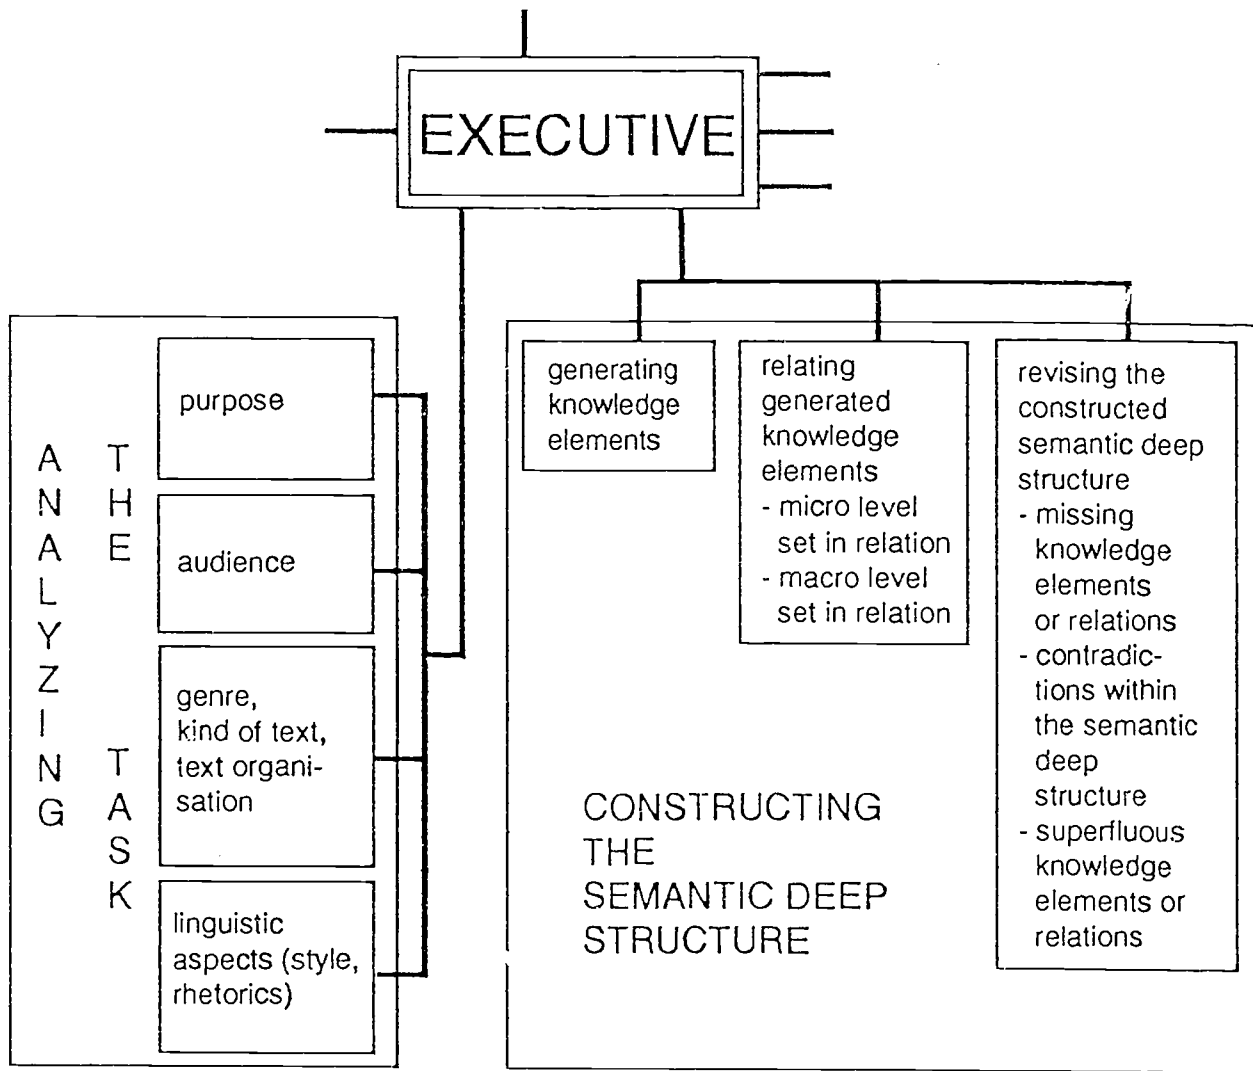 EXECUTIVE
ANALYZING
THE TASK
purpose
audience
genre,
kind of text,
text organi-
sation
linguistic
aspects (style,
rhetorics)
generating
knowledge
elements
relating
generated
knowledge
elements
- micro level
set in relation
- macro level
set in relation
revising the
constructed
semantic deep
structure
- missing
knowledge
elements
or relations
- contradic-
tions within
the semantic
deep
structure
- superfluous
knowledge
elements or
relations
CONSTRUCTING
THE
SEMANTIC DEEP
STRUCTURE